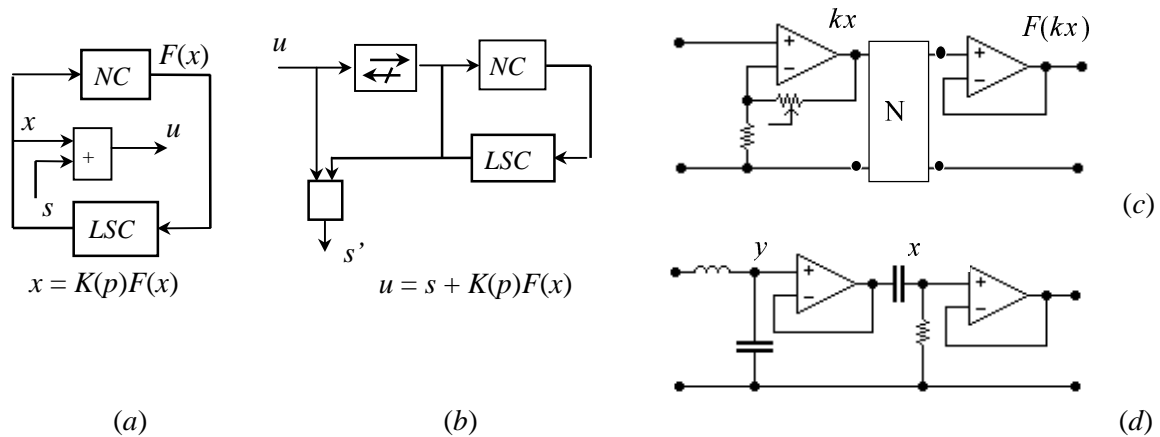 F(x)
NC
x
u
+
s
LSC
x = K(p)F(x)
(a)
u
NC
LSC
s’
u = s + K(p)F(x)
(b)
kx
F(kx)
+
−
N
+
−
(c)
y
x
+
−
+
−
(d)